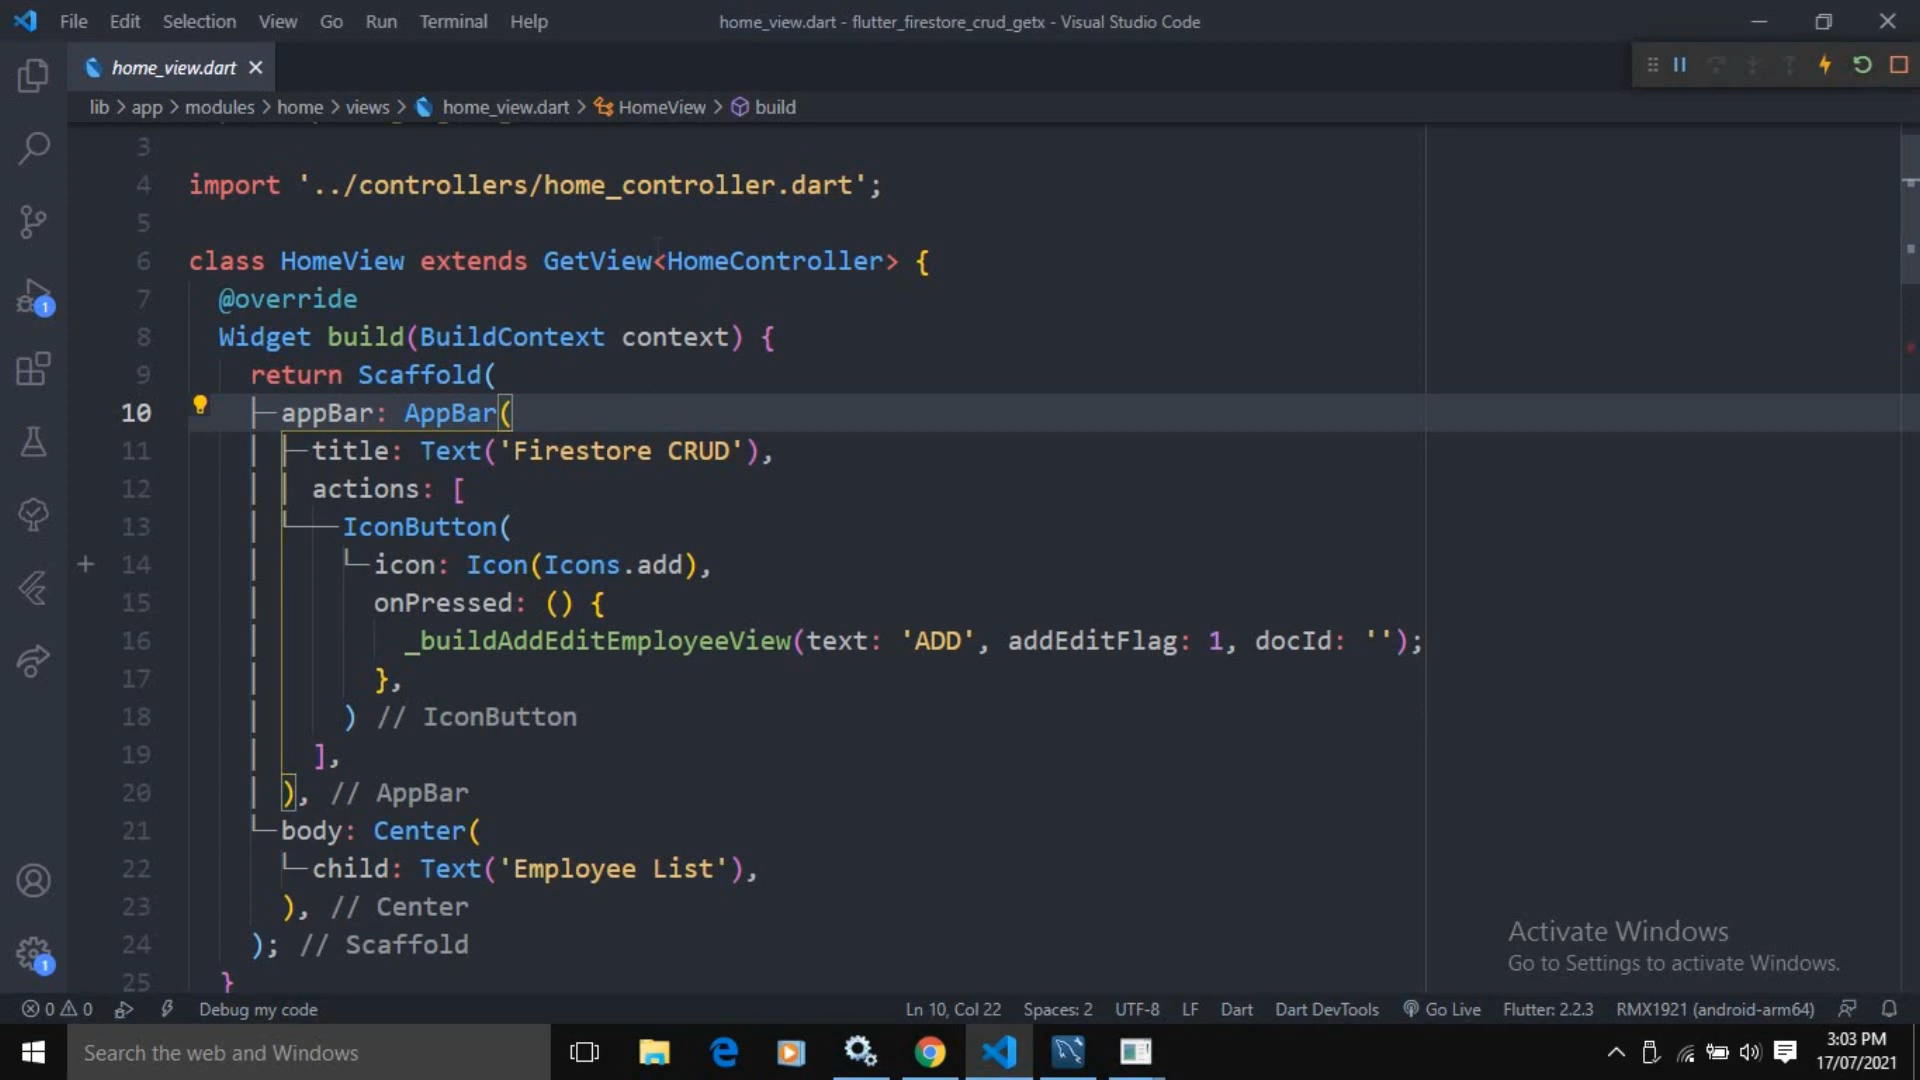 File Edit Selection View Go Run Terminal Help
home_view.dart - flutter_firestore_crud_getx - Visual Studio Code
home_view.dart
lib > app > modules > home > views > home_view.dart > HomeView > build
3
4 import '../controllers/home_controller.dart';
5
6 class HomeView extends GetView<HomeController> {
7 @override
8 Widget build(BuildContext context) {
9 return Scaffold(
10 appBar: AppBar(
11 title: Text('Firestore CRUD'),
12 actions: [
13 IconButton(
14 icon: Icon(Icons.add),
15 onPressed: () {
16 _buildAddEditEmployeeView(text: 'ADD', addEditFlag: 1, docId: '');
17 },
18 ) // IconButton
19 ],
20 ), // AppBar
21 body: Center(
22 child: Text('Employee List'),
23 ), // Center
24 ); // Scaffold
25 }
1
1
Activate Windows
Go to Settings to activate Windows.
0 0 Debug my code Ln 10, Col 22 Spaces: 2 UTF-8 LF Dart Dart DevTools Go Live Flutter: 2.2.3 RMX1921 (android-arm64)
Search the web and Windows
3:03 PM
17/07/2021